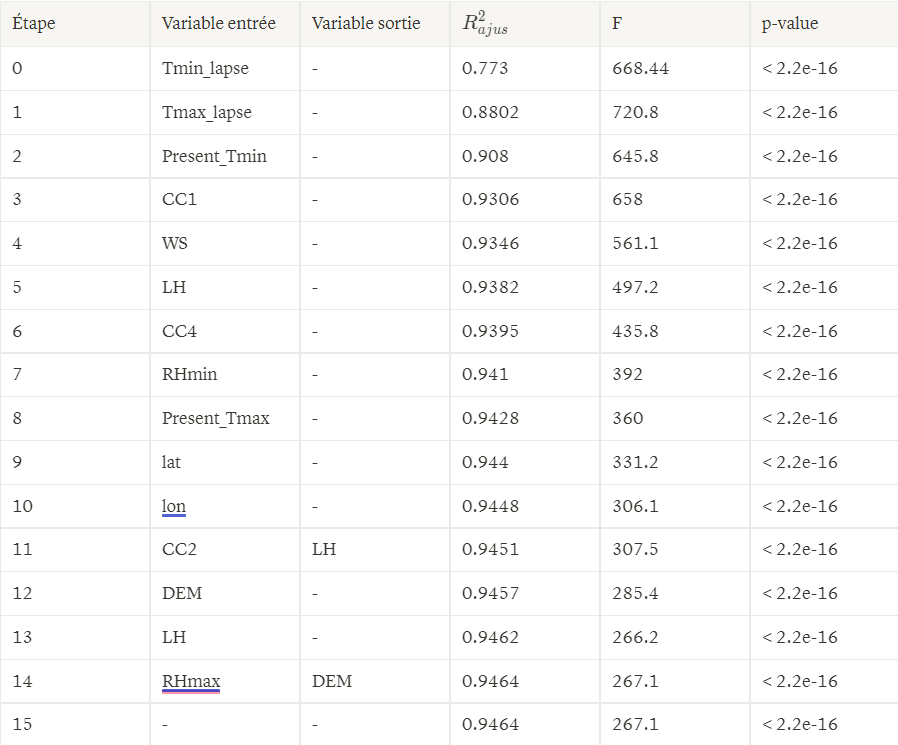 Étape Variable entrée Variable sortie R²ajus F p-value
0 Tmin_lapse - 0.773 668.44 < 2.2e-16
1 Tmax_lapse - 0.8802 720.8 < 2.2e-16
2 Present_Tmin - 0.908 645.8 < 2.2e-16
3 CC1 - 0.9306 658 < 2.2e-16
4 WS - 0.9346 561.1 < 2.2e-16
5 LH - 0.9382 497.2 < 2.2e-16
6 CC4 - 0.9395 435.8 < 2.2e-16
7 RHmin - 0.941 392 < 2.2e-16
8 Present_Tmax - 0.9428 360 < 2.2e-16
9 lat - 0.944 331.2 < 2.2e-16
10 lon - 0.9448 306.1 < 2.2e-16
11 CC2 LH 0.9451 307.5 < 2.2e-16
12 DEM - 0.9457 285.4 < 2.2e-16
13 LH - 0.9462 266.2 < 2.2e-16
14 RHmax DEM 0.9464 267.1 < 2.2e-16
15 - - 0.9464 267.1 < 2.2e-16